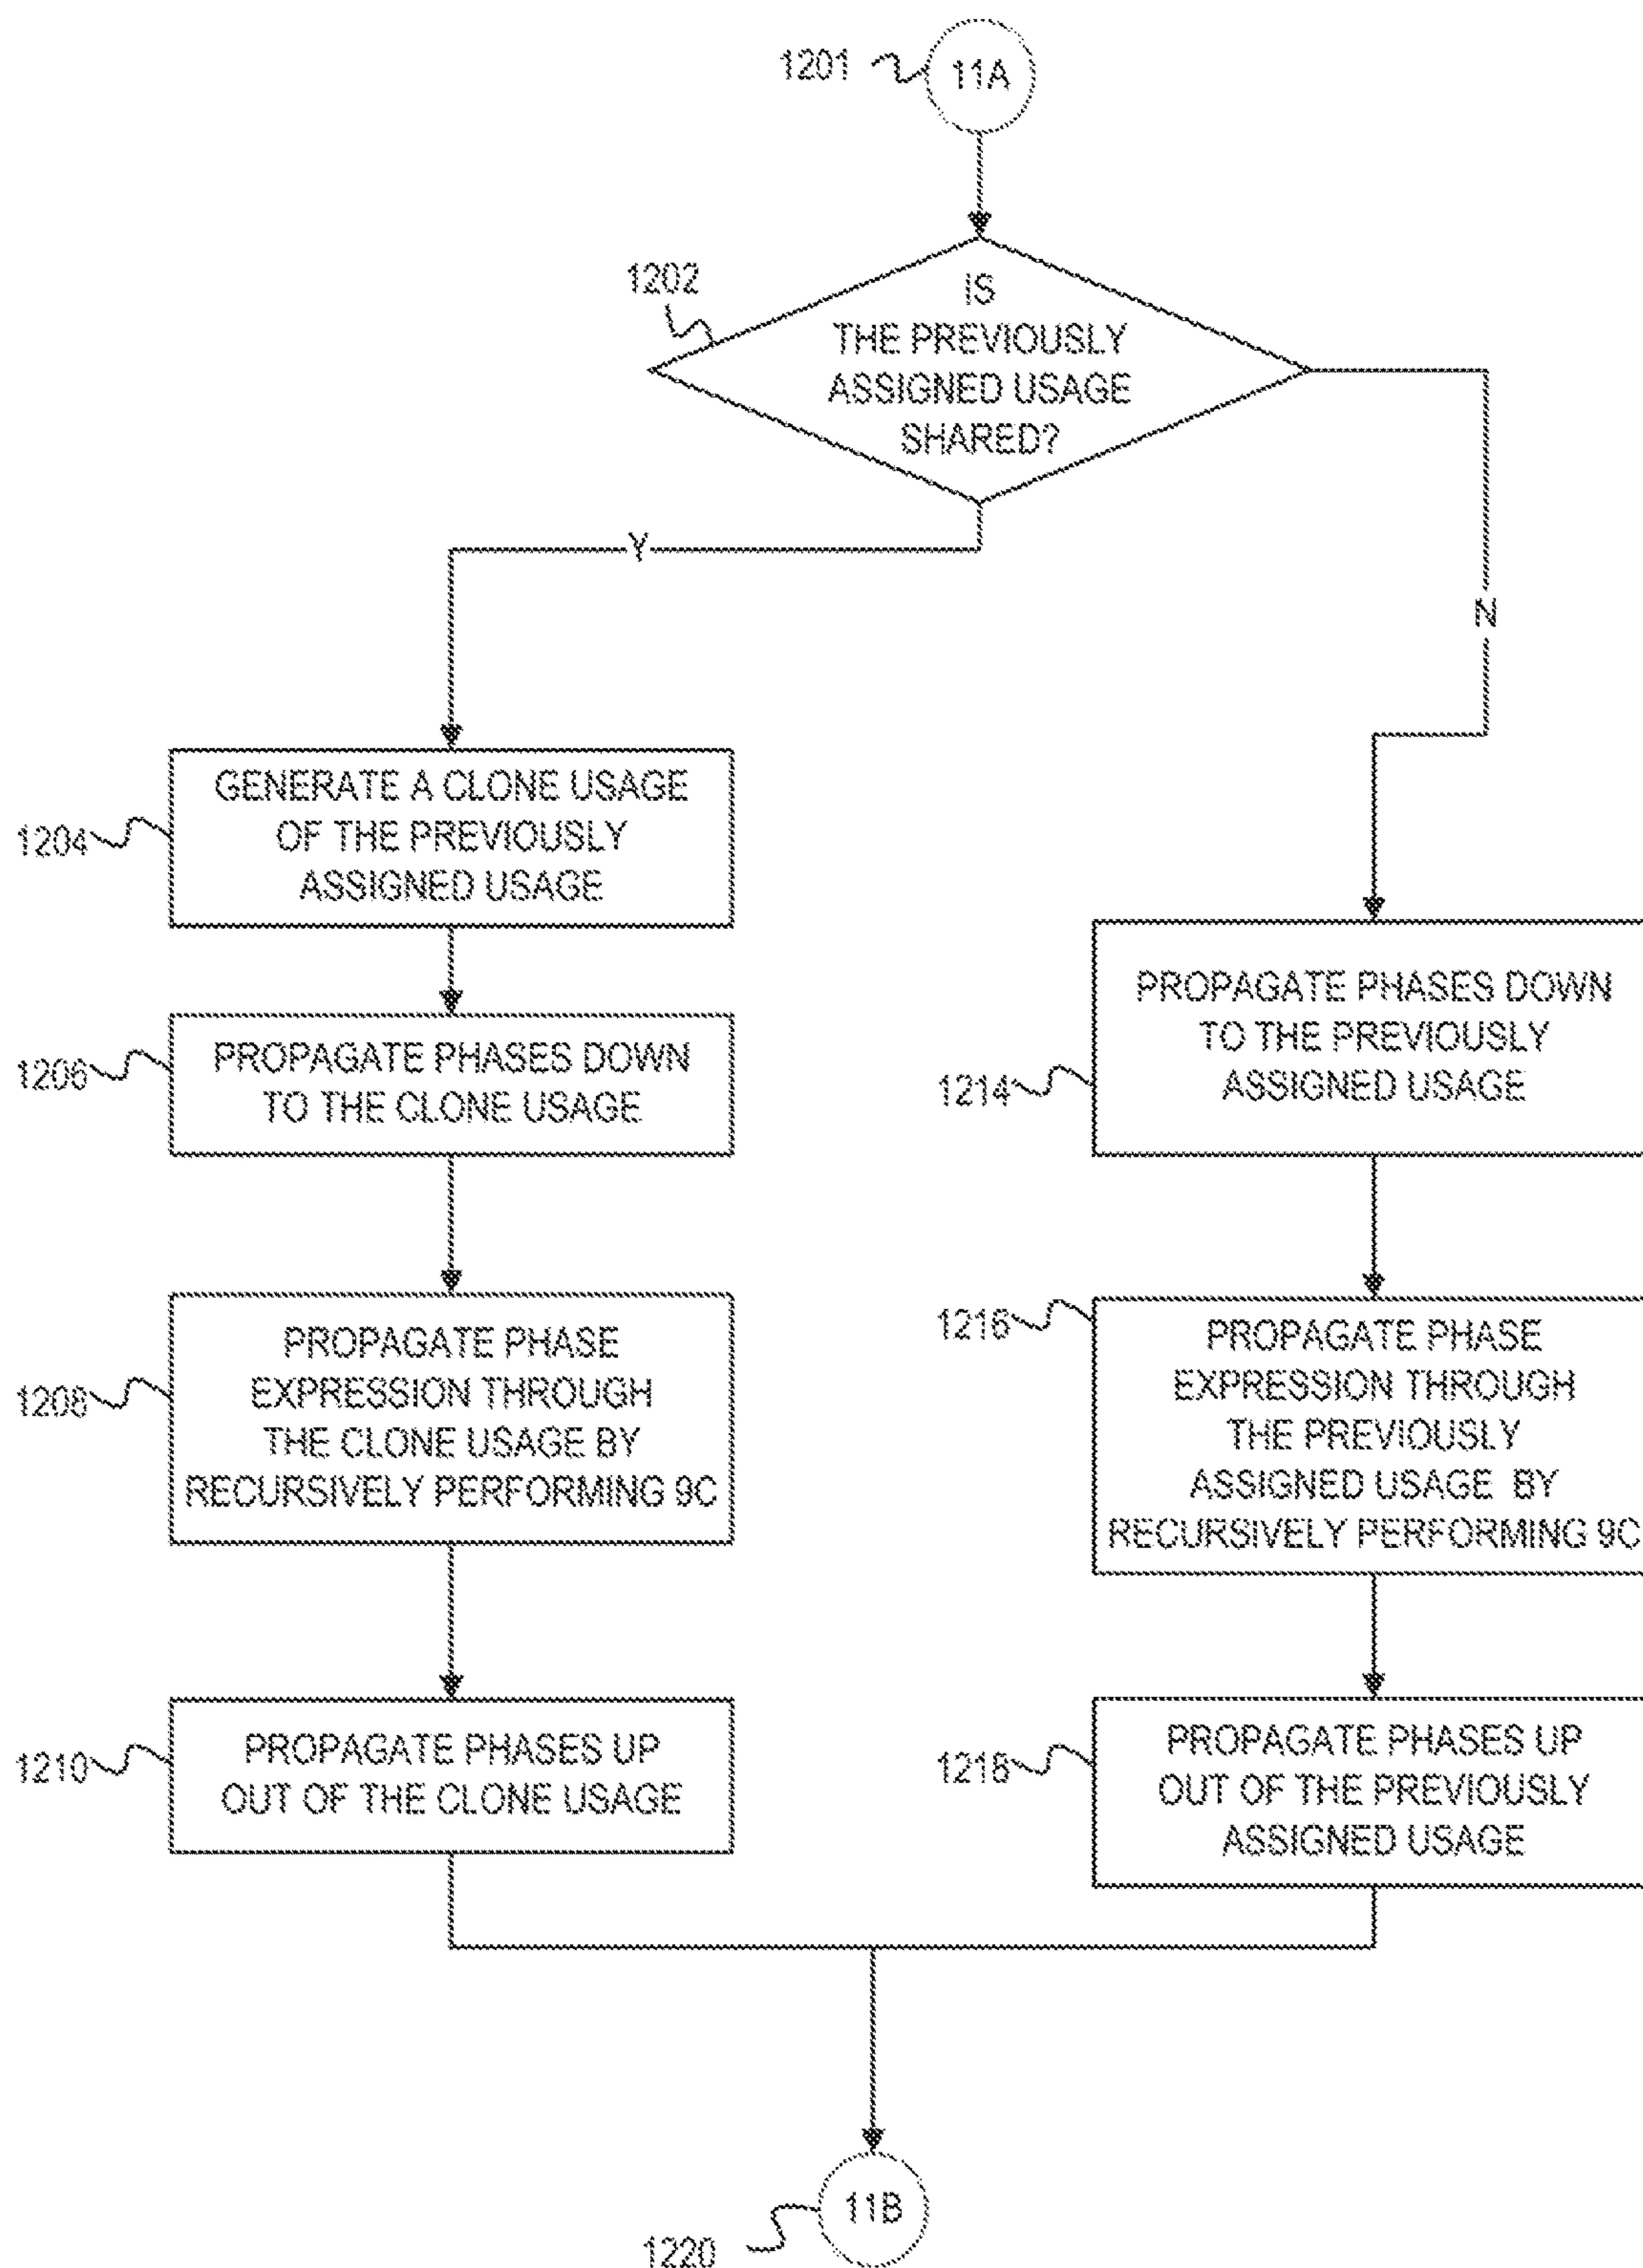 1201
11A
1202
IS
THE PREVIOUSLY
ASSIGNED USAGE
SHARED?
Y
N
1204
GENERATE A CLONE USAGE
OF THE PREVIOUSLY
ASSIGNED USAGE
1206
PROPAGATE PHASES DOWN
TO THE CLONE USAGE
1208
PROPAGATE PHASE
EXPRESSION THROUGH
THE CLONE USAGE BY
RECURSIVELY PERFORMING 9C
1210
PROPAGATE PHASES UP
OUT OF THE CLONE USAGE
1214
PROPAGATE PHASES DOWN
TO THE PREVIOUSLY
ASSIGNED USAGE
1216
PROPAGATE PHASE
EXPRESSION THROUGH
THE PREVIOUSLY
ASSIGNED USAGE BY
RECURSIVELY PERFORMING 9C
1218
PROPAGATE PHASES UP
OUT OF THE PREVIOUSLY
ASSIGNED USAGE
11B
1220